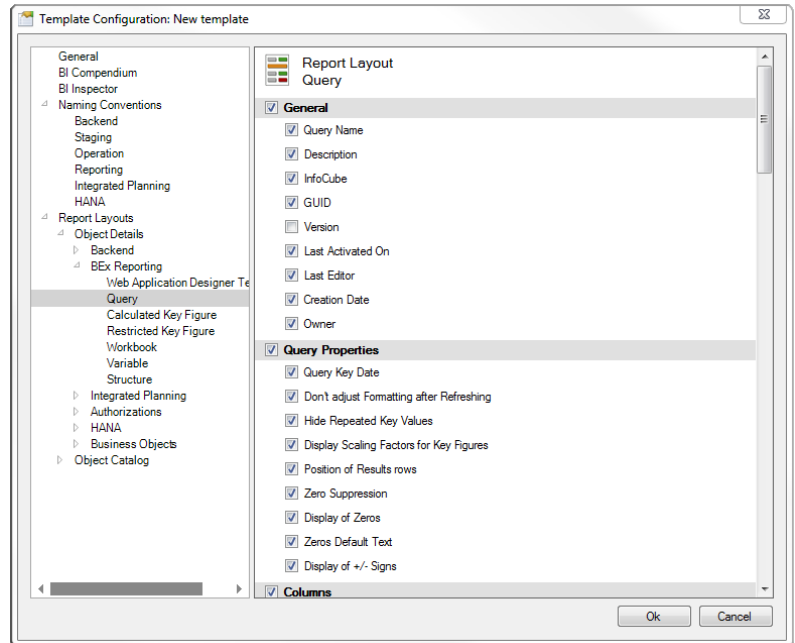 Template Configuration: New template
General
BI Compendium
BI Inspector
Naming Conventions
Backend
Staging
Operation
Reporting
Integrated Planning
HANA
Report Layouts
Object Details
Backend
BEx Reporting
Web Application Designer Te
Query
Calculated Key Figure
Restricted Key Figure
Workbook
Variable
Structure
Integrated Planning
Authorizations
HANA
Business Objects
Object Catalog
Report Layout
Query
General
Query Name
Description
InfoCube
GUID
Version
Last Activated On
Last Editor
Creation Date
Owner
Query Properties
Query Key Date
Don't adjust Formatting after Refreshing
Hide Repeated Key Values
Display Scaling Factors for Key Figures
Position of Results rows
Zero Suppression
Display of Zeros
Zeros Default Text
Display of +/- Signs
Columns
Ok
Cancel